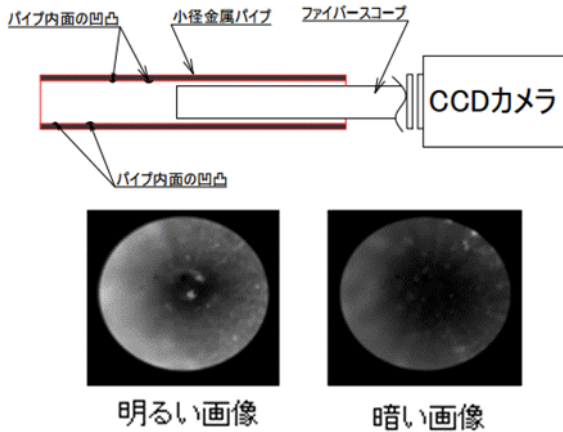 パイプ内面の凹凸
小径金属パイプ
ファイバースコープ
CCDカメラ
パイプ内面の凹凸
明るい画像
暗い画像